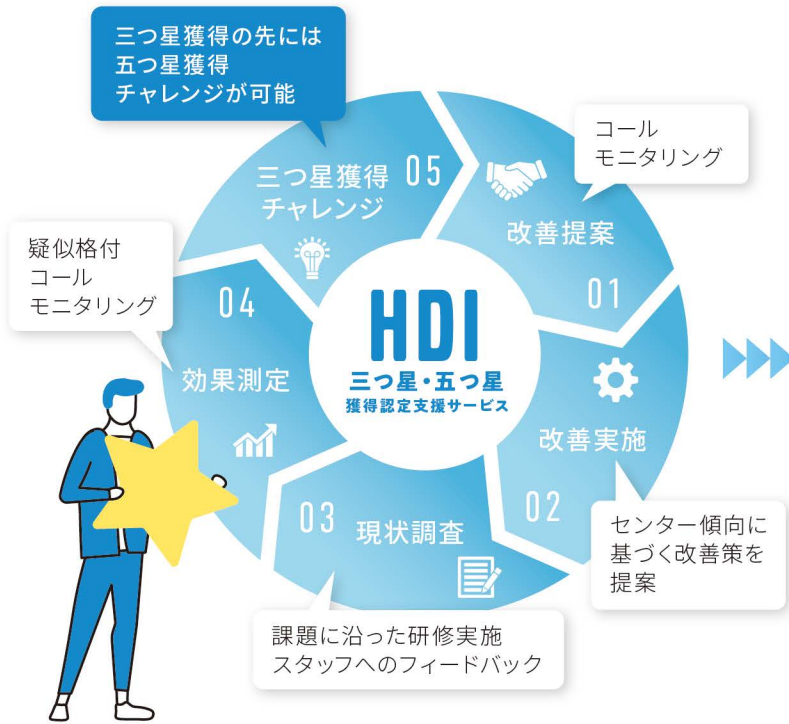 三つ星獲得の先には
五つ星獲得
チャレンジが可能
コール
モニタリング
三つ星獲得
チャレンジ
05
改善提案
01
疑似格付
コール
モニタリング
04
効果測定
HDI
三つ星・五つ星
獲得認定支援サービス
改善実施
02
03
現状調査
センター傾向に
基づく改善策を
提案
課題に沿った研修実施
スタッフへのフィードバック